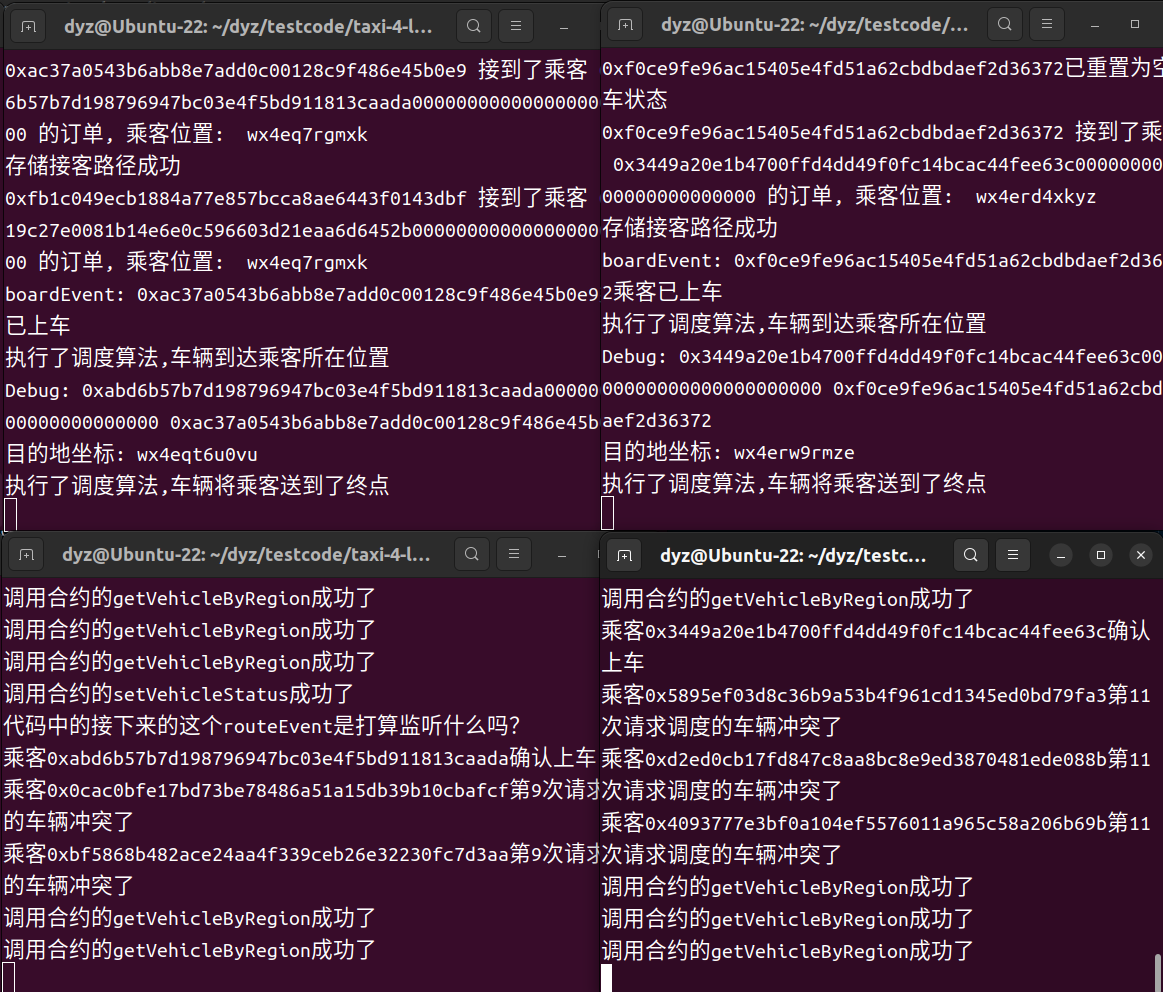 dyz@Ubuntu-22: ~/dyz/testcode/taxi-4-l...
0xac37a0543b6abb8e7add0c00128c9f486e45b0e9 接到了乘客
6b57b7d198796947bc03e4f5bd911813caada00000000000000000
00 的订单，乘客位置： wx4eq7rgmxk
存储接客路径成功
0xfb1c049ecb1884a77e857bcca8ae6443f0143dbf 接到了乘客
19c27e0081b14e6e0c596603d21eaa6d6452b00000000000000000
00 的订单，乘客位置： wx4eq7rgmxk
boardEvent: 0xac37a0543b6abb8e7add0c00128c9f486e45b0e9
已上车
执行了调度算法,车辆到达乘客所在位置
Debug: 0xabd6b57b7d198796947bc03e4f5bd911813caada00000
00000000000000 0xac37a0543b6abb8e7add0c00128c9f486e45b
目的地坐标: wx4eqt6u0vu
执行了调度算法,车辆将乘客送到了终点
dyz@Ubuntu-22: ~/dyz/testcode/...
0xf0ce9fe96ac15405e4fd51a62cbdbdaef2d36372已重置为空
车状态
0xf0ce9fe96ac15405e4fd51a62cbdbdaef2d36372 接到了乘
0x3449a20e1b4700ffd4dd49f0fc14bcac44fee63c00000000
00000000000000 的订单，乘客位置： wx4erd4xkyz
存储接客路径成功
boardEvent: 0xf0ce9fe96ac15405e4fd51a62cbdbdaef2d36
2乘客已上车
执行了调度算法,车辆到达乘客所在位置
Debug: 0x3449a20e1b4700ffd4dd49f0fc14bcac44fee63c00
00000000000000000000 0xf0ce9fe96ac15405e4fd51a62cbd
aef2d36372
目的地坐标: wx4erw9rmze
执行了调度算法,车辆将乘客送到了终点
dyz@Ubuntu-22: ~/dyz/testcode/taxi-4-l...
调用合约的getVehicleByRegion成功了
调用合约的getVehicleByRegion成功了
调用合约的getVehicleByRegion成功了
调用合约的setVehicleStatus成功了
代码中的接下来的这个routeEvent是打算监听什么吗?
乘客0xabd6b57b7d198796947bc03e4f5bd911813caada确认上车
乘客0x0cac0bfe17bd73be78486a51a15db39b10cbafcf第9次请求
的车辆冲突了
乘客0xbf5868b482ace24aa4f339ceb26e32230fc7d3aa第9次请求
的车辆冲突了
调用合约的getVehicleByRegion成功了
调用合约的getVehicleByRegion成功了
dyz@Ubuntu-22: ~/dyz/testc...
调用合约的getVehicleByRegion成功了
乘客0x3449a20e1b4700ffd4dd49f0fc14bcac44fee63c确认
上车
乘客0x5895ef03d8c36b9a53b4f961cd1345ed0bd79fa3第11
次请求调度的车辆冲突了
乘客0xd2ed0cb17fd847c8aa8bc8e9ed3870481ede088b第11
次请求调度的车辆冲突了
乘客0x4093777e3bf0a104ef5576011a965c58a206b69b第11
次请求调度的车辆冲突了
调用合约的getVehicleByRegion成功了
调用合约的getVehicleByRegion成功了
调用合约的getVehicleByRegion成功了